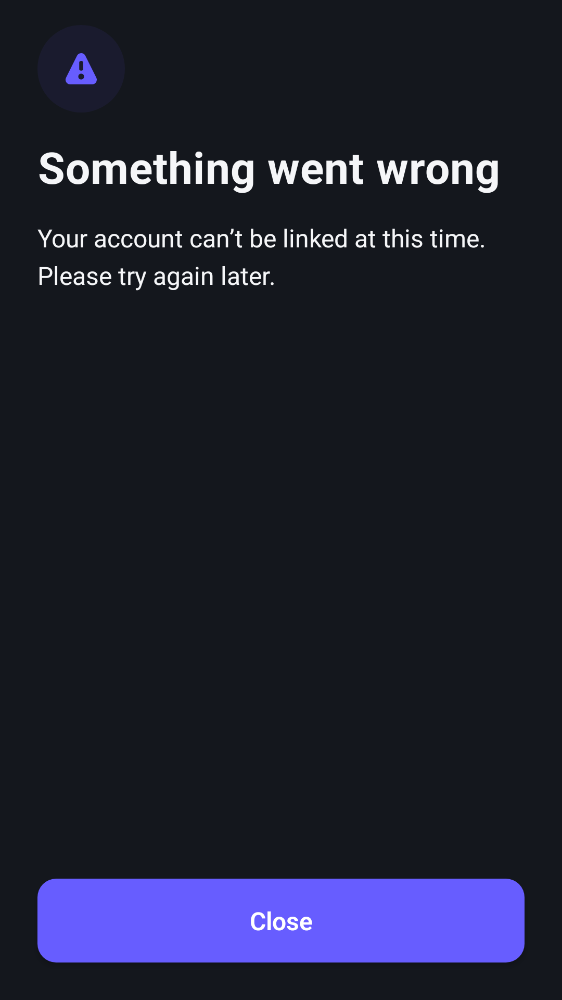 Something went wrong
Your account can’t be linked at this time.
Please try again later.
Close